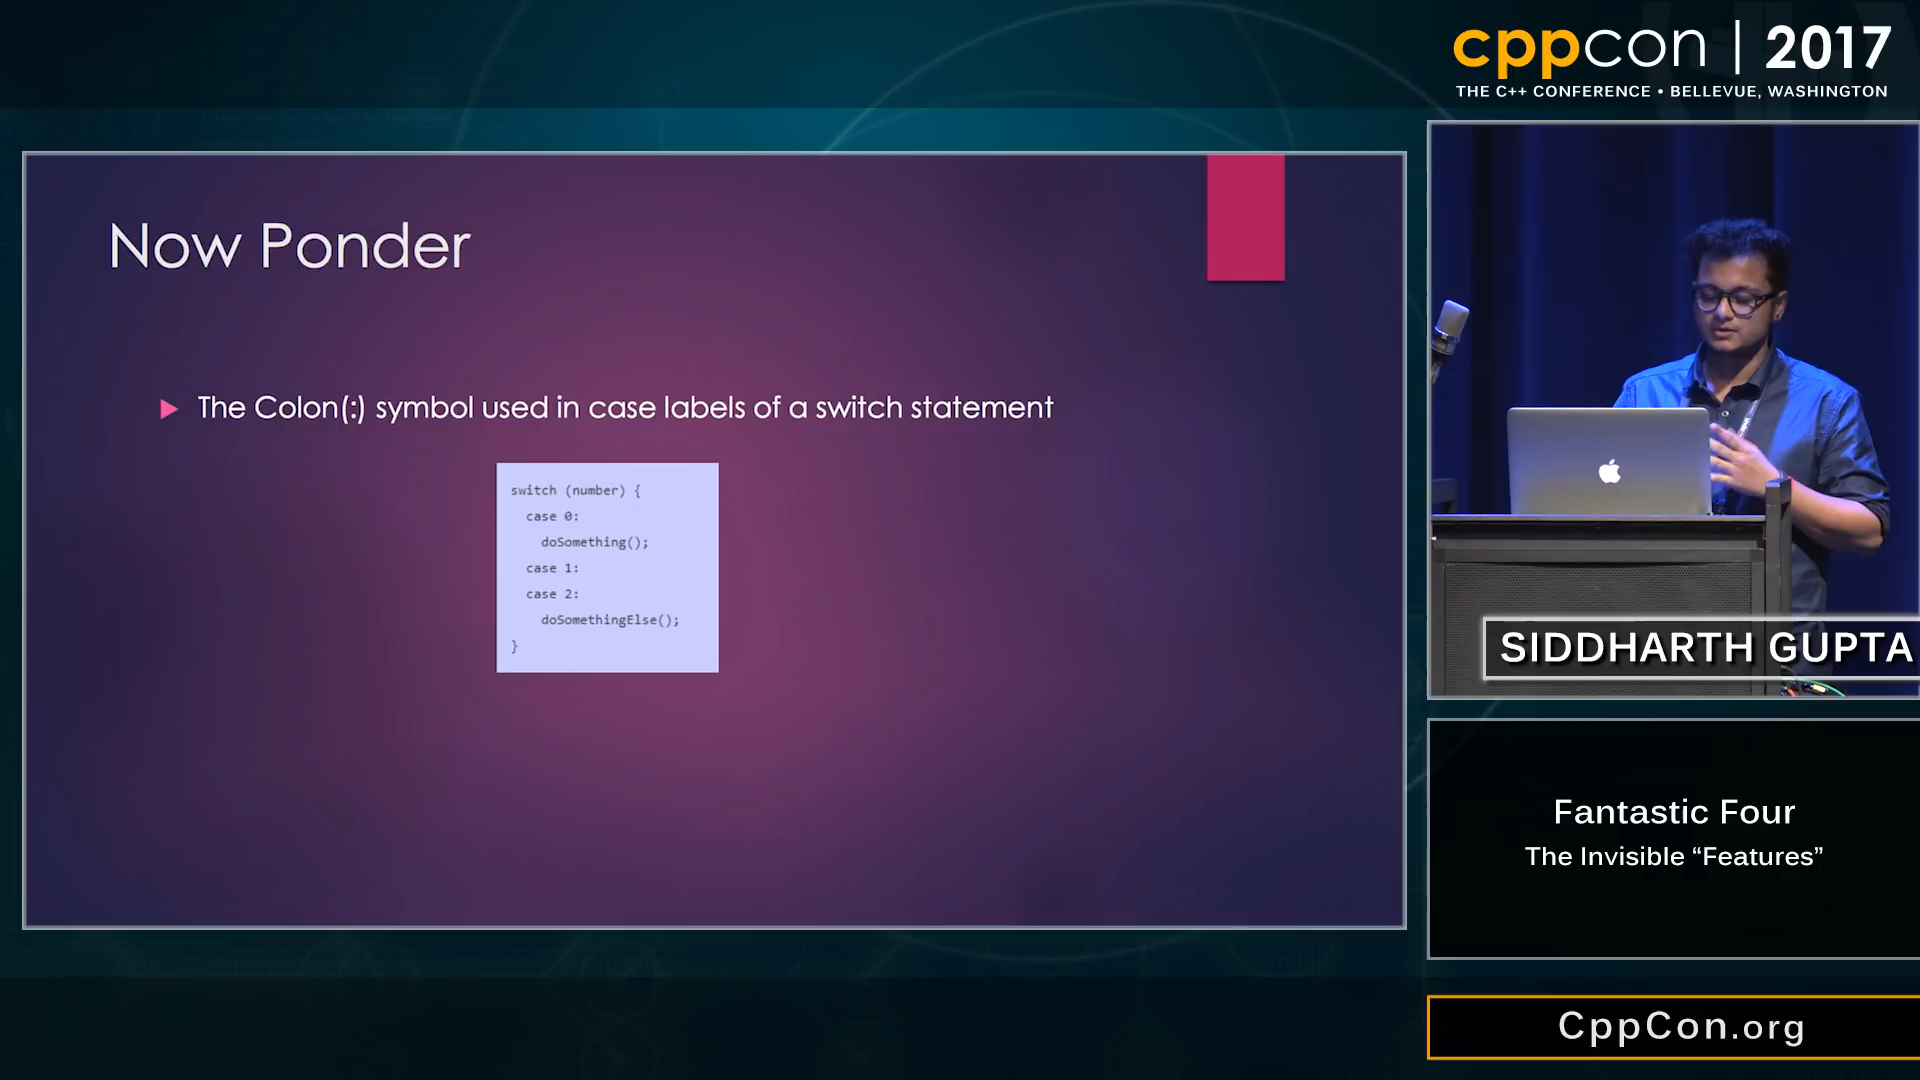 cppcon | 2017
THE C++ CONFERENCE • BELLEVUE, WASHINGTON
Now Ponder
The Colon(:) symbol used in case labels of a switch statement
switch (number) {
case 0:
doSomething();
case 1:
case 2:
doSomethingElse();
}
SIDDHARTH GUPTA
Fantastic Four
The Invisible “Features”
CppCon.org